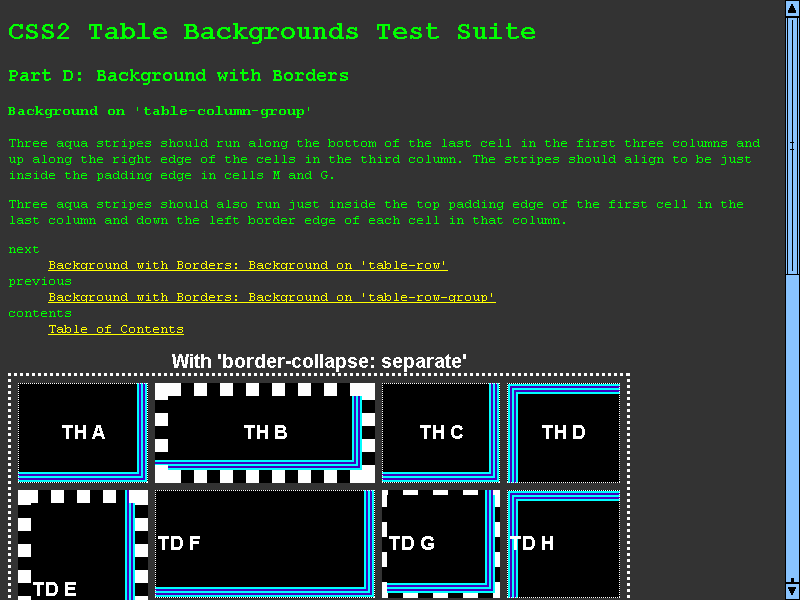 CSS2 Table Backgrounds Test Suite
Part D: Background with Borders
Background on 'table-column-group'
Three aqua stripes should run along the bottom of the last cell in the first three columns and
up along the right edge of the cells in the third column. The stripes should align to be just
inside the padding edge in cells M and G.
Three aqua stripes should also run just inside the top padding edge of the first cell in the
last column and down the left border edge of each cell in that column.
next
Background with Borders: Background on 'table-row'
previous
Background with Borders: Background on 'table-row-group'
contents
Table of Contents
With 'border-collapse: separate'
TH A TH B TH C TH D
TD F TD G TD H
TD E